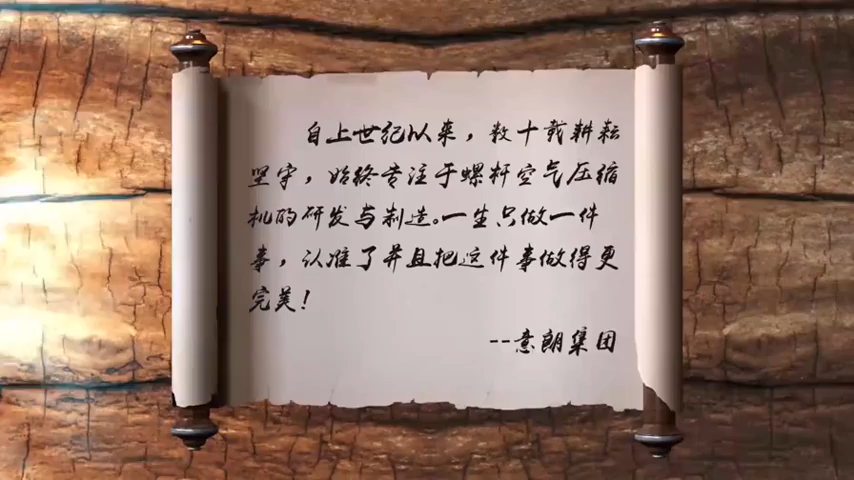 自上世纪以来，数十载耕耘
坚守，始终专注于螺杆空气压缩
机的研发与制造。一生只做一件
事，认准了并且把这件事做得更
完美！
--意朗集团